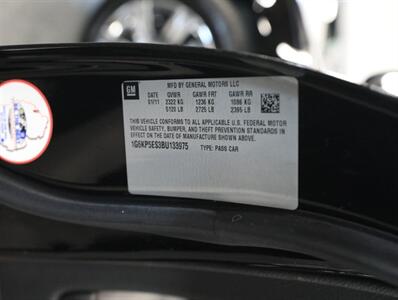 GM
MFD BY GENERAL MOTORS LLC
DATE GVWR GAWR FRT GAWR RR
01/11 2322 KG 1236 KG 1086 KG
5120 LB 2725 LB 2395 LB
THIS VEHICLE CONFORMS TO ALL APPLICABLE U.S. FEDERAL MOTOR
VEHICLE SAFETY, BUMPER, AND THEFT PREVENTION STANDARDS IN
EFFECT ON THE DATE OF MANUFACTURE SHOWN ABOVE.
1G6KP5ES3BU133975 TYPE: PASS CAR